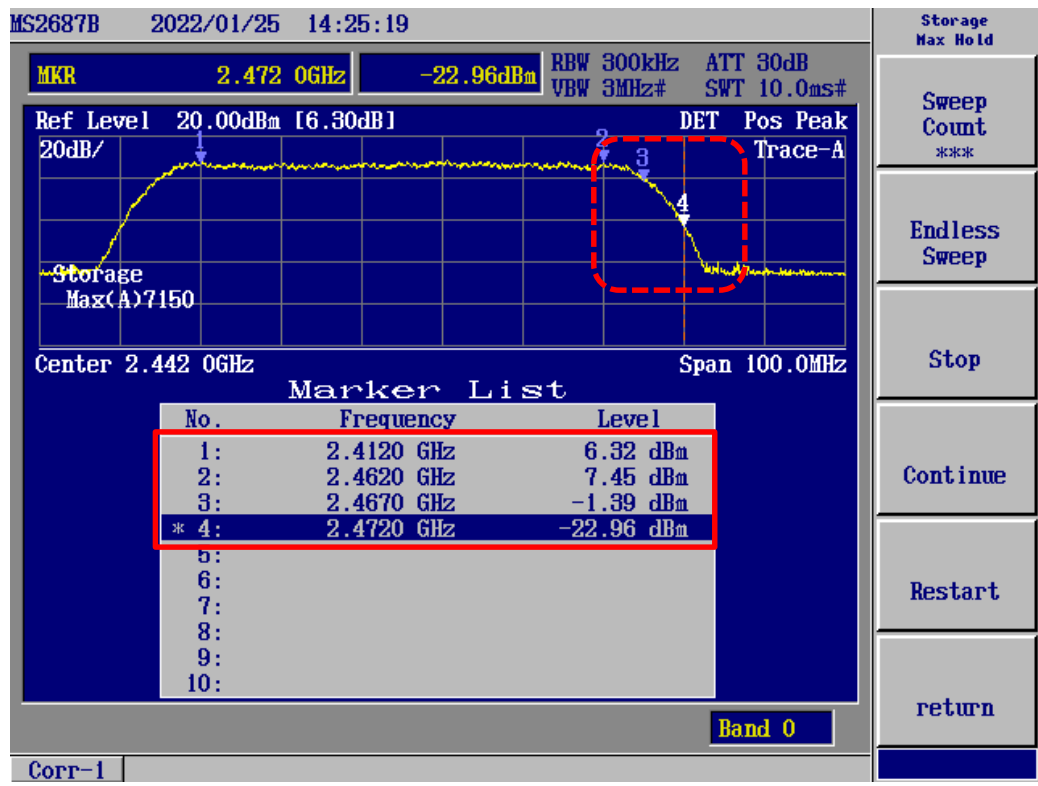 MS2687B 2022/01/25 14:25:19
Storage
Max Hold
MKR 2.472 0GHz -22.96dBm
RBW 300kHz ATT 30dB
VBW 3MHz# SWT 10.0ms#
Ref Level 20.00dBm [6.30dB] DET Pos Peak
20dB/ Trace-A
1
2
3
4
Storage
Max(A)7150
Center 2.442 0GHz Span 100.0MHz
Marker List
No. Frequency Level
1: 2.4120 GHz 6.32 dBm
2: 2.4620 GHz 7.45 dBm
3: 2.4670 GHz -1.39 dBm
* 4: 2.4720 GHz -22.96 dBm
5:
6:
7:
8:
9:
10:
Band 0
Corr-1
Sweep
Count
***
Endless
Sweep
Stop
Continue
Restart
return